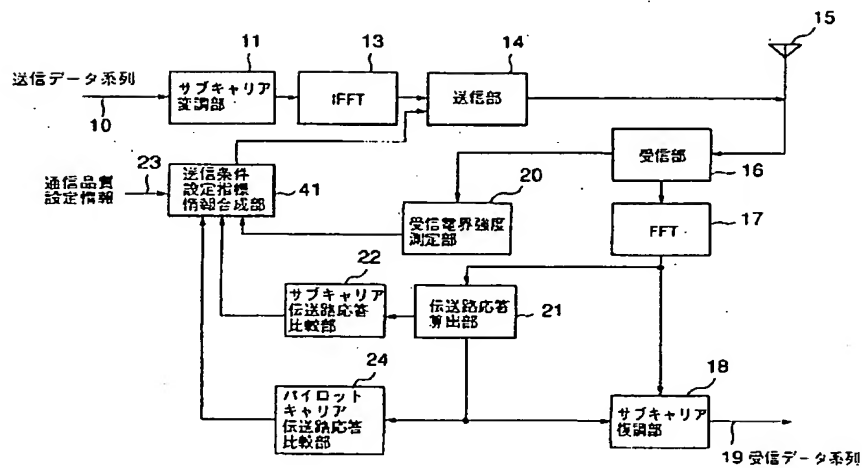 15
11
13
14
送信データ系列
サブキャリア
変調部
IFFT
送信部
10
受信部
23
通信品質
設定情報
送信条件
設定指標
情報合成部
41
20
16
受信電界強度
測定部
17
FFT
22
サブキャリア
伝送路応答
比較部
伝送路応答
算出部
21
24
18
パイロット
キャリア
伝送路応答
比較部
サブキャリア
復調部
19 受信データ系列